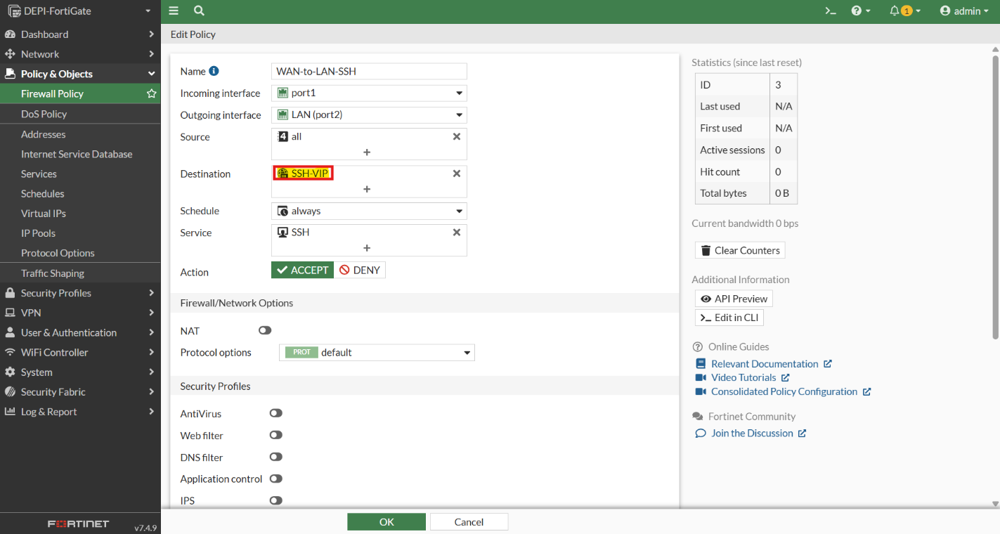 DEPI-FortiGate
admin
1
Dashboard
Network
Policy & Objects
Firewall Policy
DoS Policy
Addresses
Internet Service Database
Services
Schedules
Virtual IPs
IP Pools
Protocol Options
Traffic Shaping
Security Profiles
VPN
User & Authentication
WiFi Controller
System
Security Fabric
Log & Report
FORTINET
v7.4.9
Edit Policy
Name WAN-to-LAN-SSH
Incoming interface port1
Outgoing interface LAN (port2)
Source 4 all
+
Destination SSH-VIP
+
Schedule always
Service SSH
+
Action ACCEPT DENY
Firewall/Network Options
NAT
Protocol options PROT default
Security Profiles
AntiVirus
Web filter
DNS filter
Application control
IPS
OK Cancel
Statistics (since last reset)
ID 3
Last used N/A
First used N/A
Active sessions 0
Hit count 0
Total bytes 0 B
Current bandwidth 0 bps
Clear Counters
Additional Information
API Preview
>_ Edit in CLI
Online Guides
Relevant Documentation
Video Tutorials
Consolidated Policy Configuration
Fortinet Community
Join the Discussion